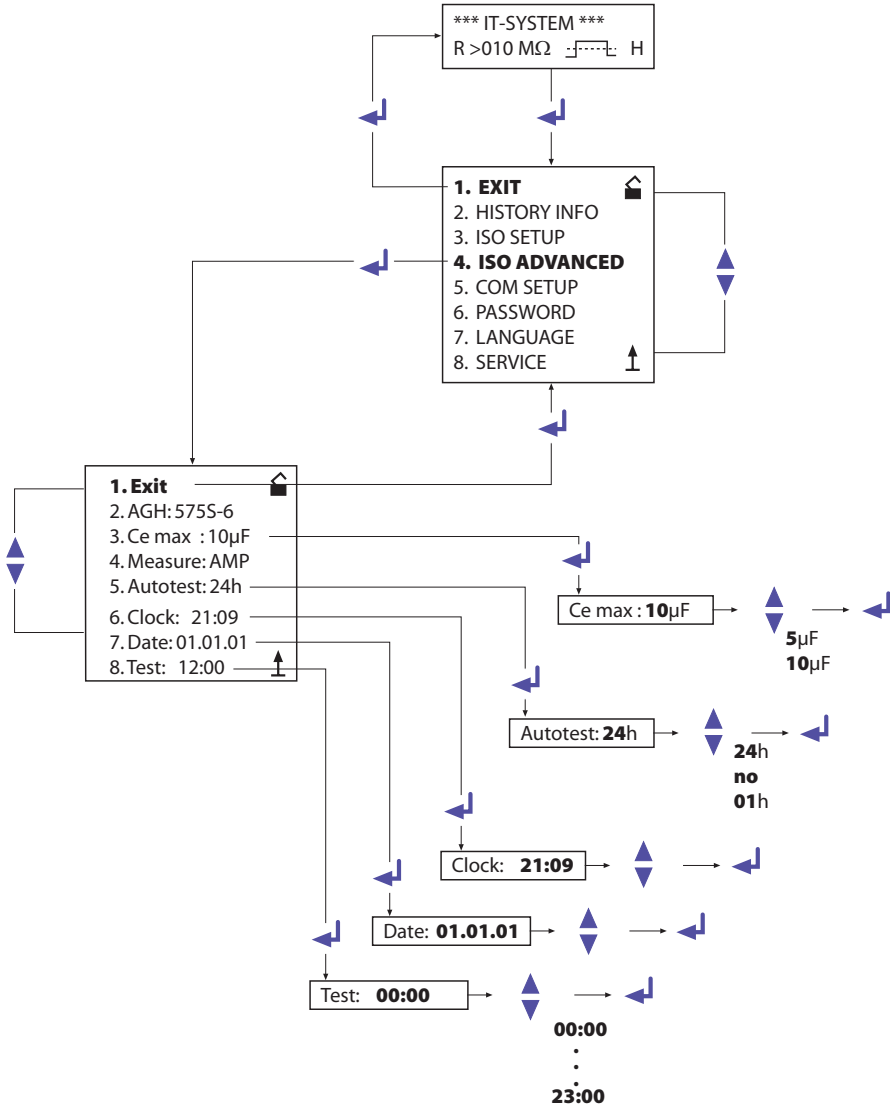 *** IT-SYSTEM ***
R >010 MΩ H
1. EXIT
2. HISTORY INFO
3. ISO SETUP
4. ISO ADVANCED
5. COM SETUP
6. PASSWORD
7. LANGUAGE
8. SERVICE
1. Exit
2. AGH: 575S-6
3. Ce max : 10µF
4. Measure: AMP
5. Autotest: 24h
6. Clock: 21:09
7. Date: 01.01.01
8. Test: 12:00
Ce max : 10µF
5µF
10µF
Autotest: 24h
24h
no
01h
Clock: 21:09
Date: 01.01.01
Test: 00:00
00:00
23:00